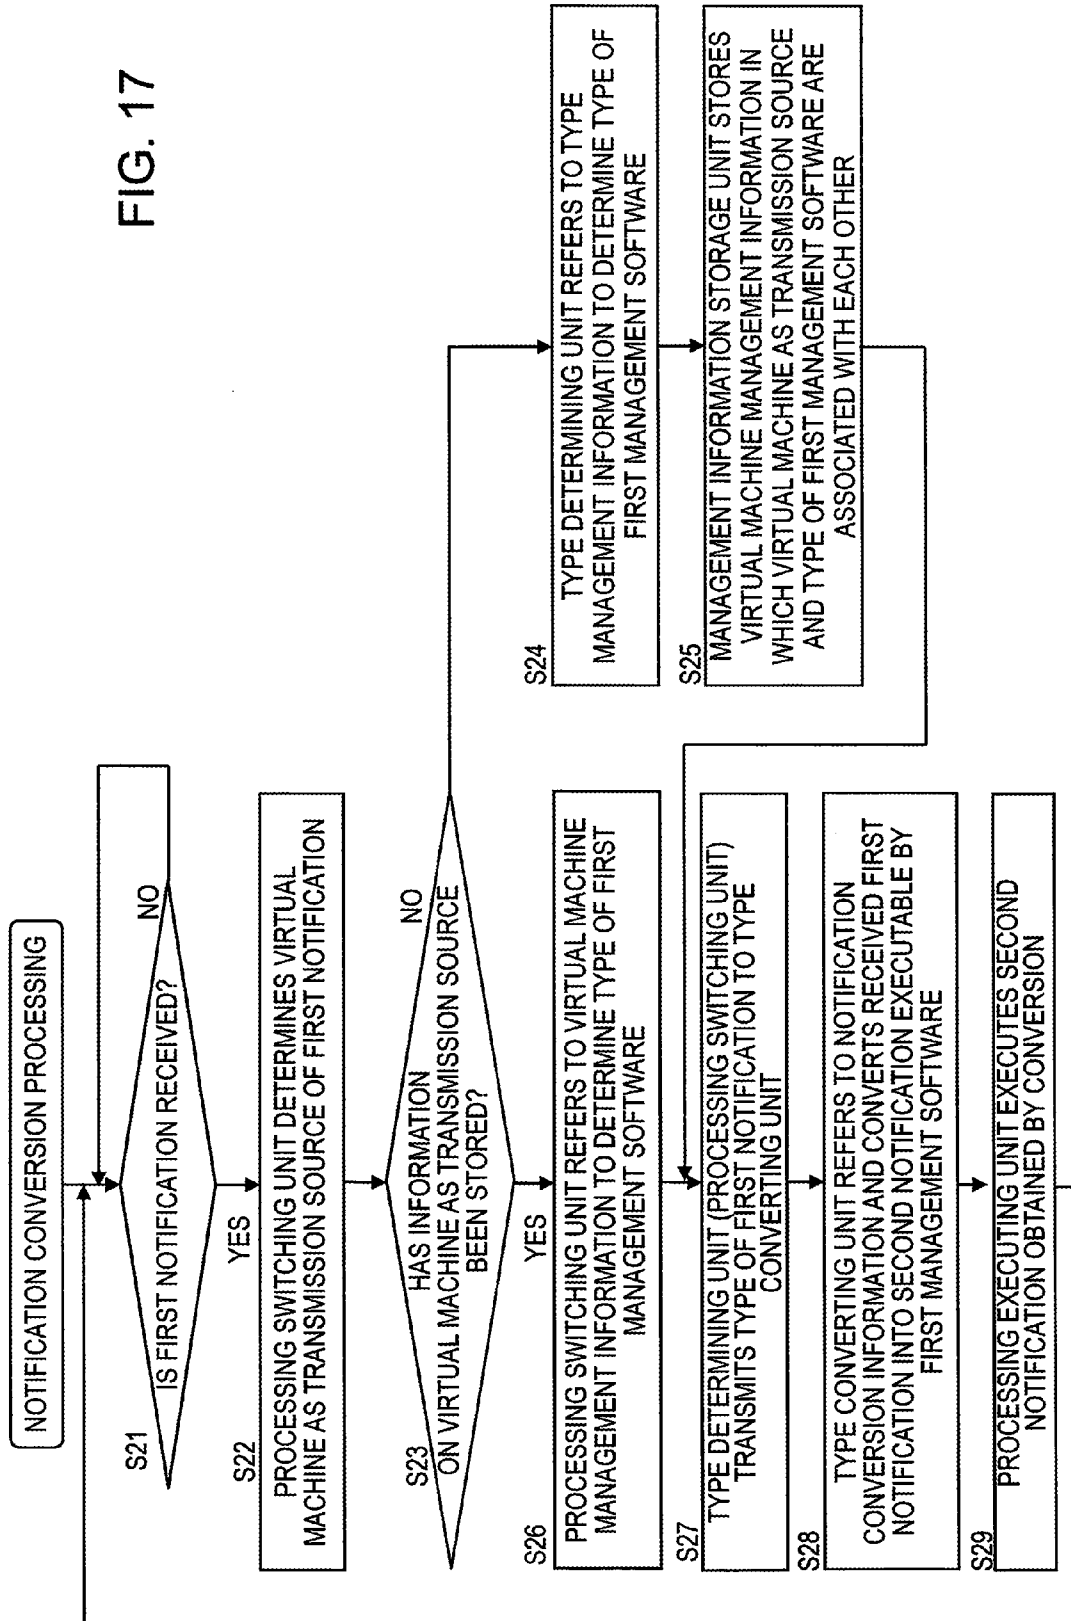 FIG. 17
NOTIFICATION CONVERSION PROCESSING
S21
IS FIRST NOTIFICATION RECEIVED?
NO
YES
S22
PROCESSING SWITCHING UNIT DETERMINES VIRTUAL
MACHINE AS TRANSMISSION SOURCE OF FIRST NOTIFICATION
S23
HAS INFORMATION
ON VIRTUAL MACHINE AS TRANSMISSION SOURCE
BEEN STORED?
NO
YES
S24
TYPE DETERMINING UNIT REFERS TO TYPE
MANAGEMENT INFORMATION TO DETERMINE TYPE OF
FIRST MANAGEMENT SOFTWARE
S25
MANAGEMENT INFORMATION STORAGE UNIT STORES
VIRTUAL MACHINE MANAGEMENT INFORMATION IN
WHICH VIRTUAL MACHINE AS TRANSMISSION SOURCE
AND TYPE OF FIRST MANAGEMENT SOFTWARE ARE
ASSOCIATED WITH EACH OTHER
S26
PROCESSING SWITCHING UNIT REFERS TO VIRTUAL MACHINE
MANAGEMENT INFORMATION TO DETERMINE TYPE OF FIRST
MANAGEMENT SOFTWARE
S27
TYPE DETERMINING UNIT (PROCESSING SWITCHING UNIT)
TRANSMITS TYPE OF FIRST NOTIFICATION TO TYPE
CONVERTING UNIT
S28
TYPE CONVERTING UNIT REFERS TO NOTIFICATION
CONVERSION INFORMATION AND CONVERTS RECEIVED FIRST
NOTIFICATION INTO SECOND NOTIFICATION EXECUTABLE BY
FIRST MANAGEMENT SOFTWARE
S29
PROCESSING EXECUTING UNIT EXECUTES SECOND
NOTIFICATION OBTAINED BY CONVERSION